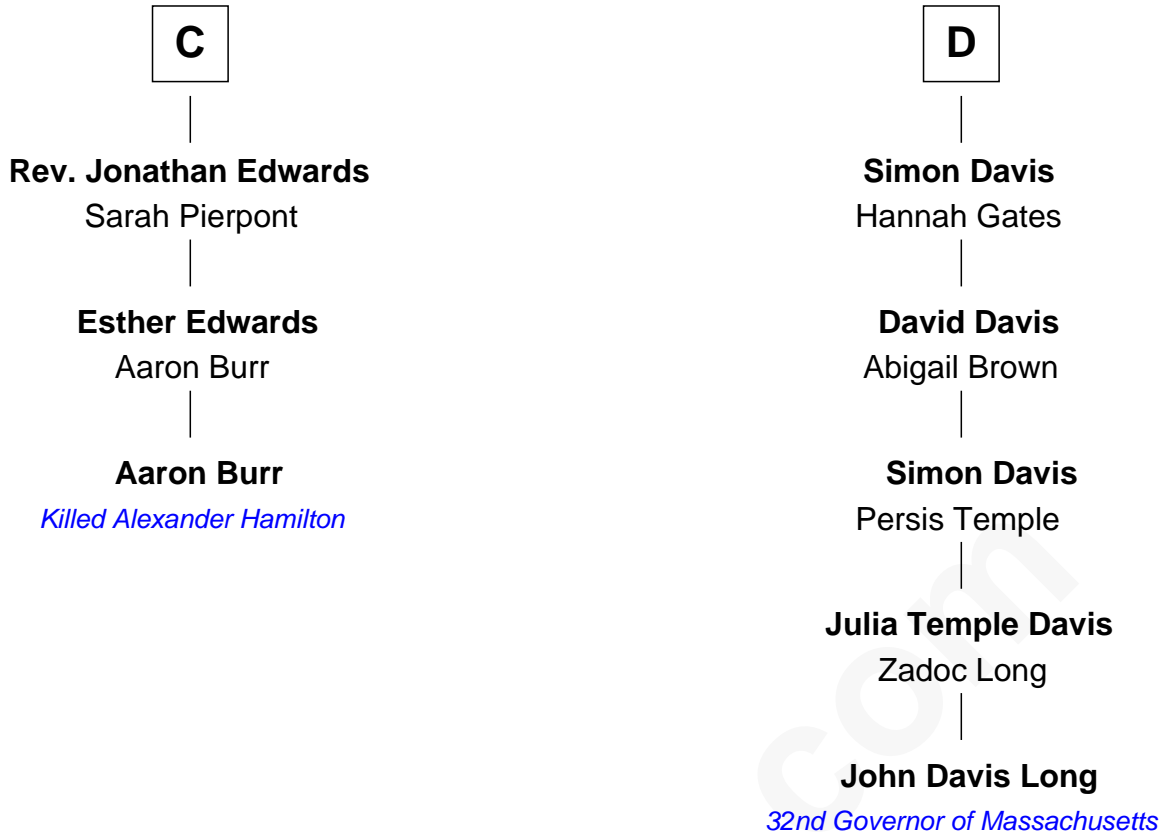 C
Rev. Jonathan Edwards
Sarah Pierpont
Esther Edwards
Aaron Burr
Aaron Burr
Killed Alexander Hamilton
D
Simon Davis
Hannah Gates
David Davis
Abigail Brown
Simon Davis
Persis Temple
Julia Temple Davis
Zadoc Long
John Davis Long
32nd Governor of Massachusetts
com